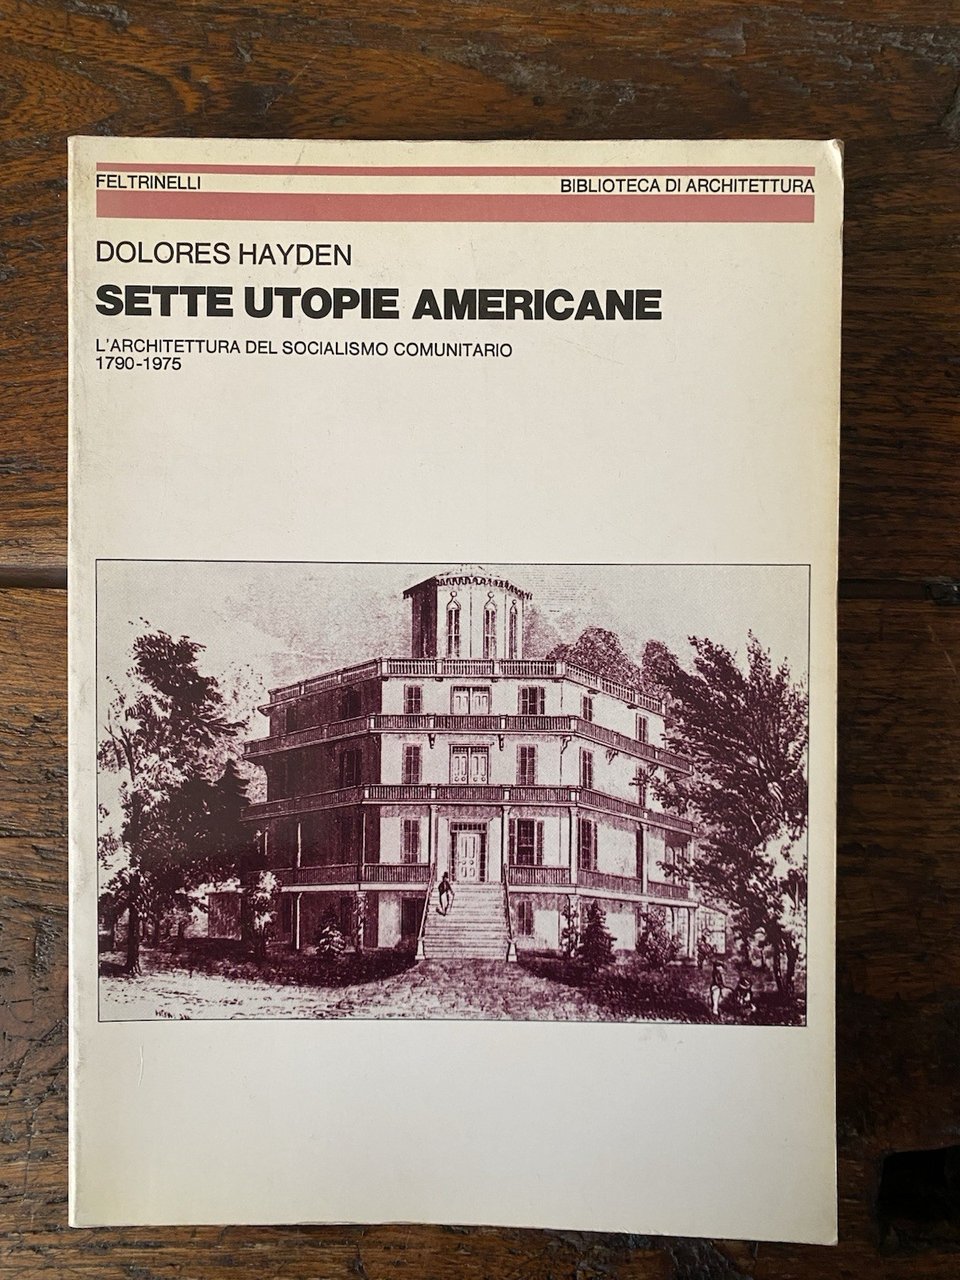 FELTRINELLI
BIBLIOTECA DI ARCHITETTURA
DOLORES HAYDEN
SETTE UTOPIE AMERICANE
L'ARCHITETTURA DEL SOCIALISMO COMUNITARIO
1790-1975